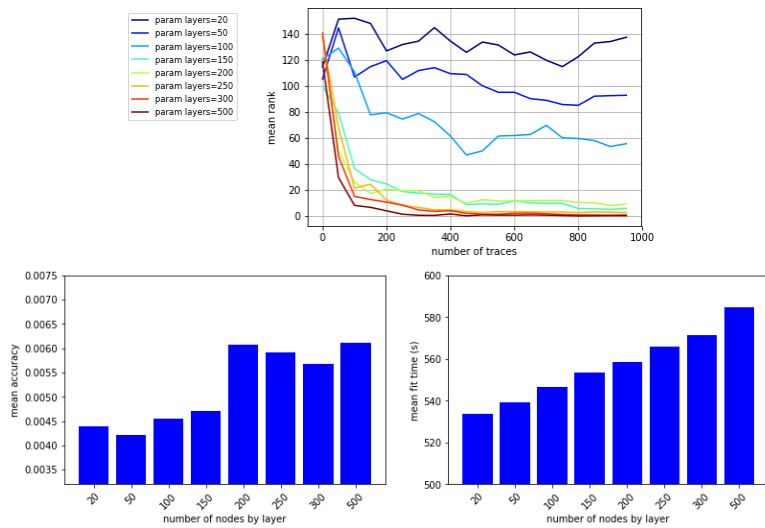 param layers=20
param layers=50
param layers=100
param layers=150
param layers=200
param layers=250
param layers=300
param layers=500
mean rank
140
120
100
80
60
40
20
0
0 200 400 600 800 1000
number of traces
mean accuracy
0.0075
0.0070
0.0065
0.0060
0.0055
0.0050
0.0045
0.0040
0.0035
20 50 100 150 200 250 300 500
number of nodes by layer
mean fit time (s)
600
580
560
540
520
500
20 50 100 150 200 250 300 500
number of nodes by layer